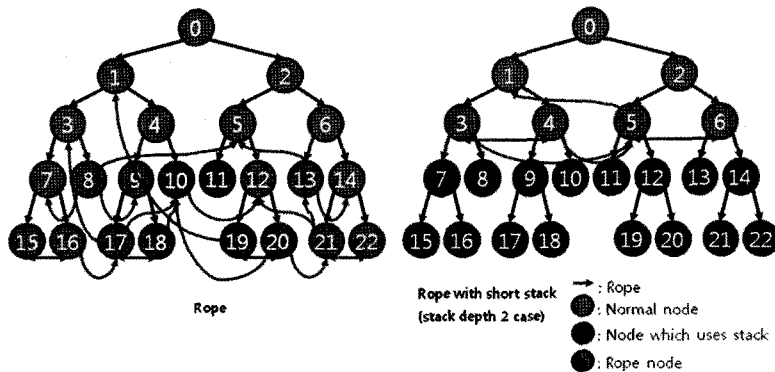 0 0
1 2 1 2
3 4 5 6 3 4 5 6
7 8 9 10 11 12 13 14 7 8 9 10 11 12 13 14
15 16 17 18 19 20 21 22 15 16 17 18 19 20 21 22
Rope
Rope with short stack
(stack depth 2 case)
: Rope
: Normal node
: Node which uses stack
: Rope node